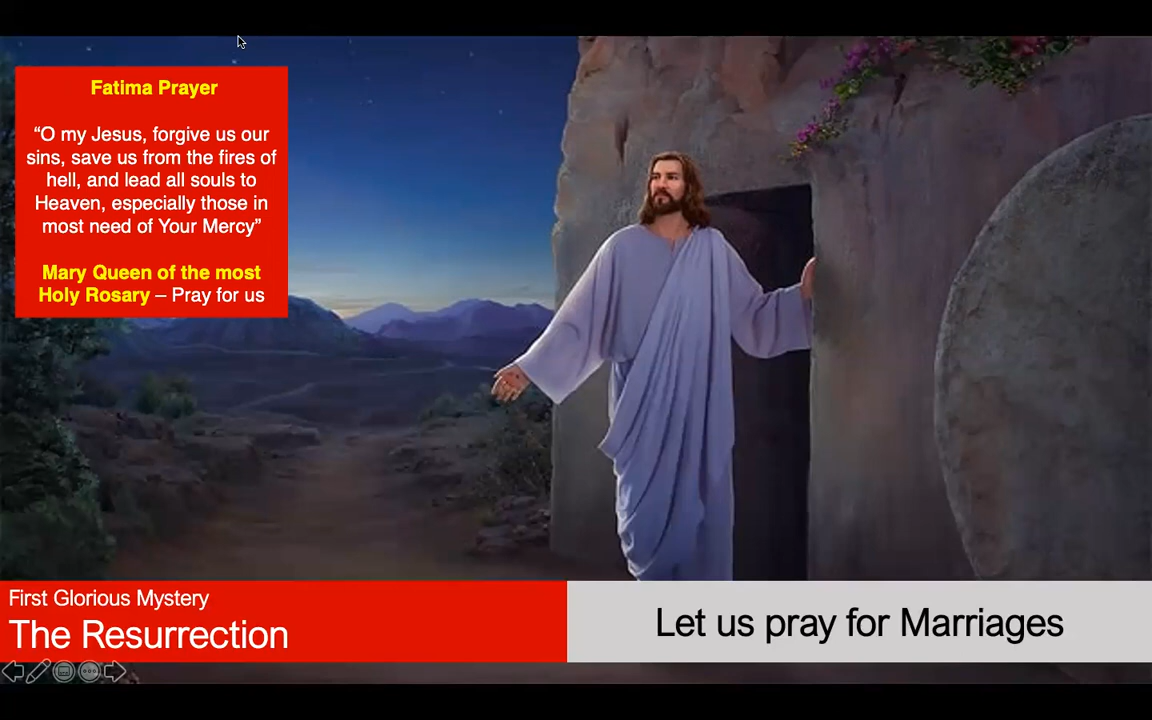 Fatima Prayer
“O my Jesus, forgive us our
sins, save us from the fires of
hell, and lead all souls to
Heaven, especially those in
most need of Your Mercy”
Mary Queen of the most
Holy Rosary – Pray for us
First Glorious Mystery
The Resurrection
Let us pray for Marriages